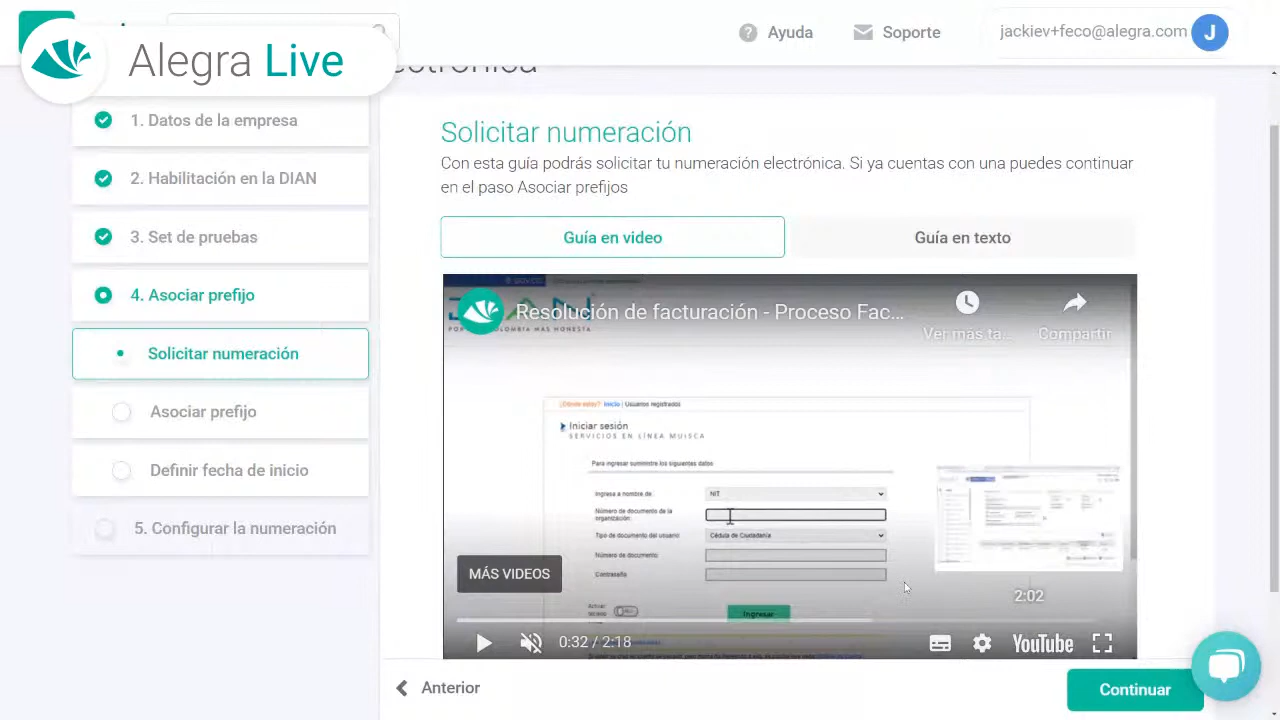 Alegra Live
Ayuda
Soporte
jackiev+feco@alegra.com
J
1. Datos de la empresa
2. Habilitación en la DIAN
3. Set de pruebas
4. Asociar prefijo
Solicitar numeración
Asociar prefijo
Definir fecha de inicio
5. Configurar la numeración
Solicitar numeración
Con esta guía podrás solicitar tu numeración electrónica. Si ya cuentas con una puedes continuar
en el paso Asociar prefijos
Guía en video
Guía en texto
Resolución de facturación - Proceso Fac...
Ver más ta...
Compartir
¿Dónde estoy? Inicio | Usuarios registrados
Iniciar sesión
SERVICIOS EN LÍNEA MUISCA
Para ingresar suministre los siguientes datos
Ingresa a nombre de:
NIT
Número de documento de la
organización:
Tipo de documento del usuario:
Cédula de Ciudadanía
Número de documento:
Contraseña:
Ingresar
MÁS VIDEOS
2:02
0:32 / 2:18
YouTube
Anterior
Continuar